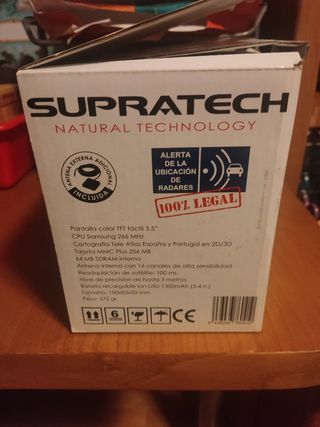 SUPRATECH
NATURAL TECHNOLOGY
ANTENA EXTERNA ADICIONAL
INCLUIDA
ALERTA DE LA
UBICACIÓN DE
RADARES
100% LEGAL
Pantalla color TFT táctil 3.5"
CPU Samsung 266 MHz
Cartografía Tele Atlas España y Portugal en 2D/3D
Tarjeta MMC Plus 256 MB
64 MB SDRAM interna
Antena interna con 16 canales de alta sensibilidad
Readquisición de satélite: 100 ms.
Nivel de precisión de hasta 3 metros
Batería recargable Ion-Litio 1300mAH (3-4 h.)
Tamaño: 100x83x30 mm
Peso: 275 gr.
6
CE